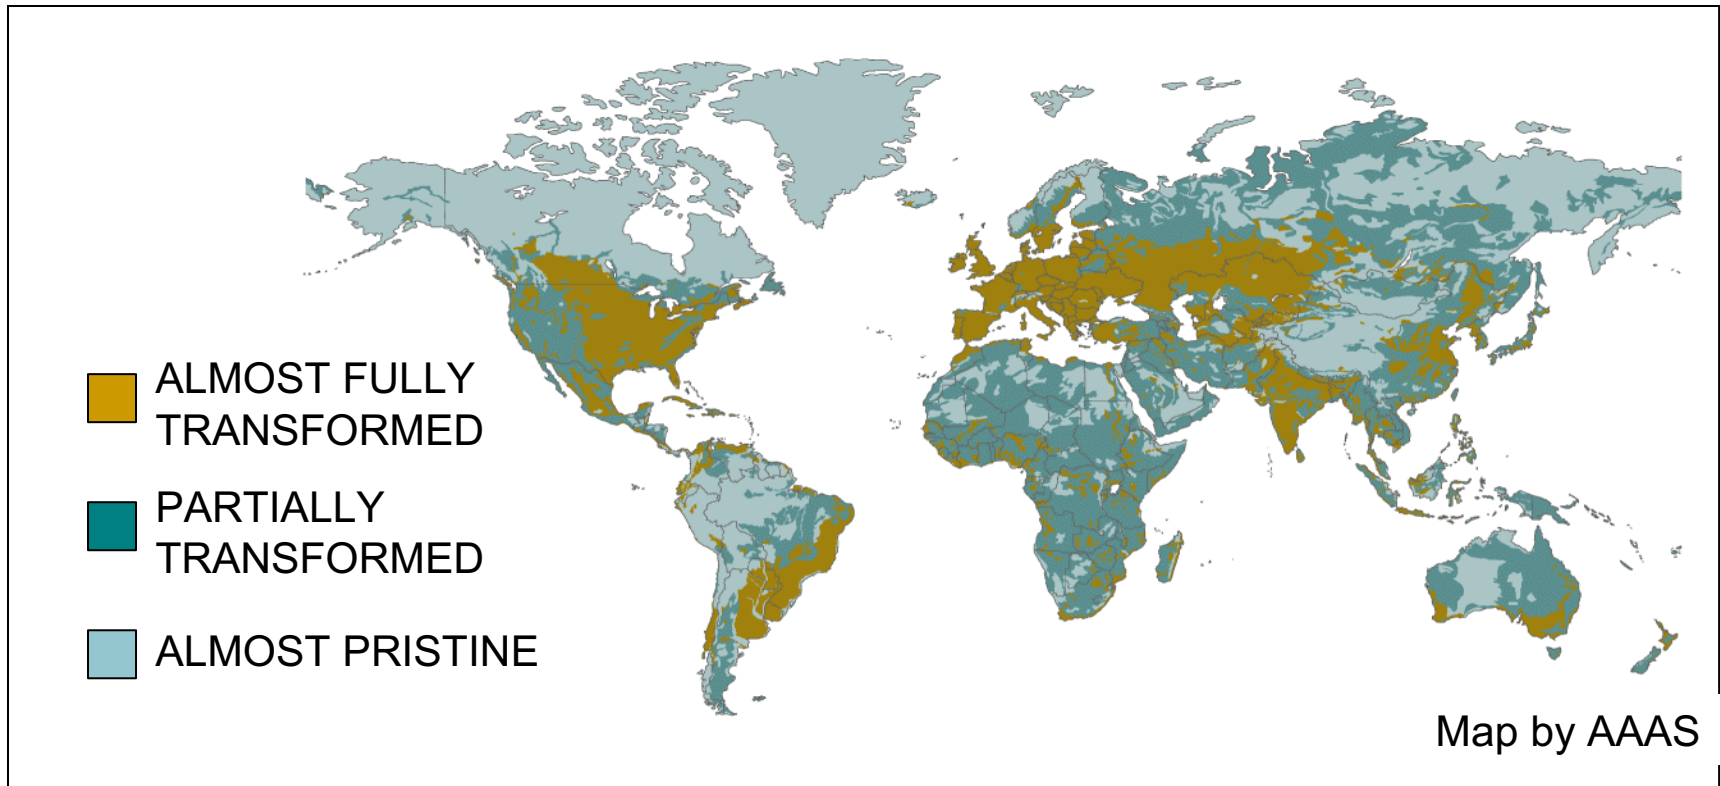 ALMOST FULLY
TRANSFORMED
PARTIALLY
TRANSFORMED
ALMOST PRISTINE
Map by AAAS